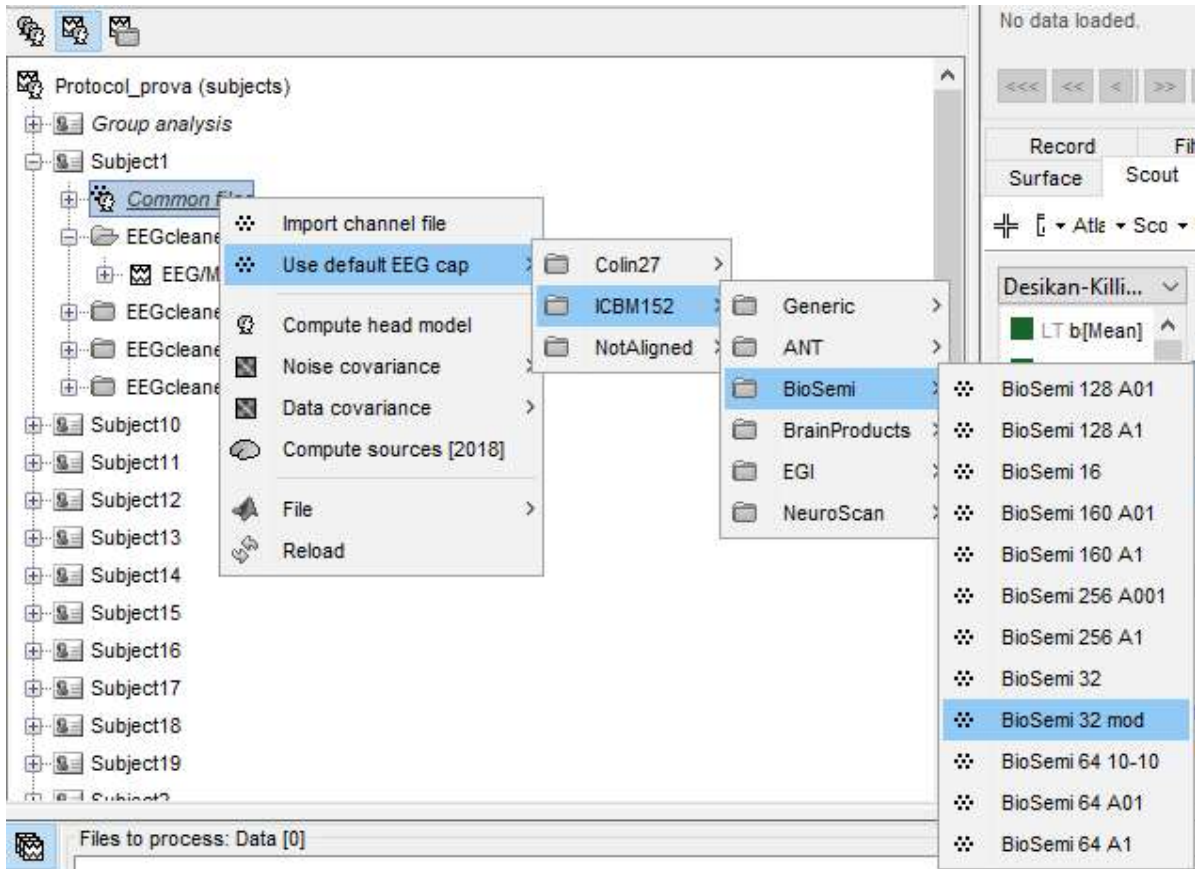 No data loaded.
Protocol_prova (subjects)
<<< << < >>
Group analysis
Record
Surface Scout
Subject1
Common
Import channel file
Use default EEG cap
Compute head model
Noise covariance
Data covariance
Compute sources [2018]
File
Reload
EEGcleane
EEG/M
EEGcleane
EEGcleane
EEGcleane
Colin27
ICBM152
NotAligned
Generic
ANT
BioSemi
BrainProducts
EGI
NeuroScan
BioSemi 128 A01
BioSemi 128 A1
BioSemi 16
BioSemi 160 A01
BioSemi 160 A1
BioSemi 256 A001
BioSemi 256 A1
BioSemi 32
BioSemi 32 mod
BioSemi 64 10-10
BioSemi 64 A01
BioSemi 64 A1
Atla Sco
Desikan-Killi...
LT b[Mean]
Subject10
Subject11
Subject12
Subject13
Subject14
Subject15
Subject16
Subject17
Subject18
Subject19
Files to process: Data [0]